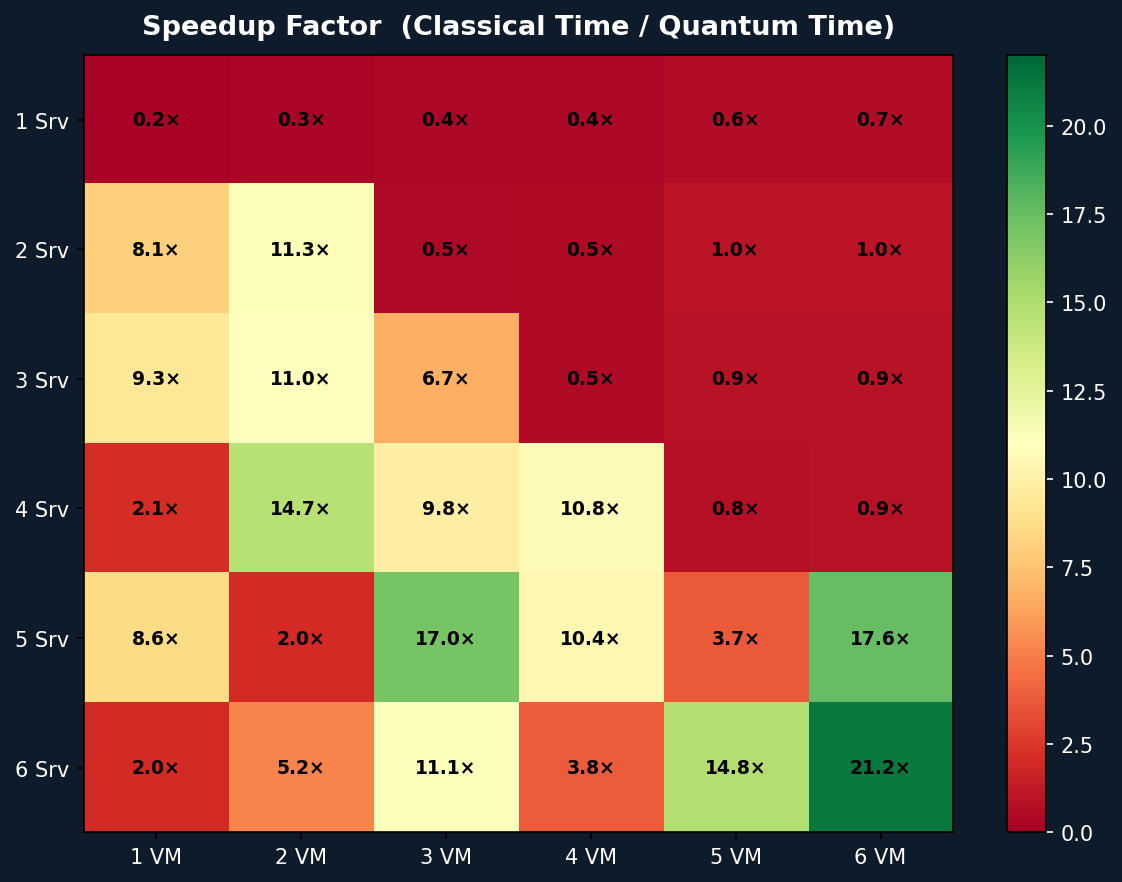 Speedup Factor (Classical Time / Quantum Time)
1 Srv 0.2× 0.3× 0.4× 0.4× 0.6× 0.7×
2 Srv 8.1× 11.3× 0.5× 0.5× 1.0× 1.0×
3 Srv 9.3× 11.0× 6.7× 0.5× 0.9× 0.9×
4 Srv 2.1× 14.7× 9.8× 10.8× 0.8× 0.9×
5 Srv 8.6× 2.0× 17.0× 10.4× 3.7× 17.6×
6 Srv 2.0× 5.2× 11.1× 3.8× 14.8× 21.2×
1 VM 2 VM 3 VM 4 VM 5 VM 6 VM
20.0
17.5
15.0
12.5
10.0
7.5
5.0
2.5
0.0